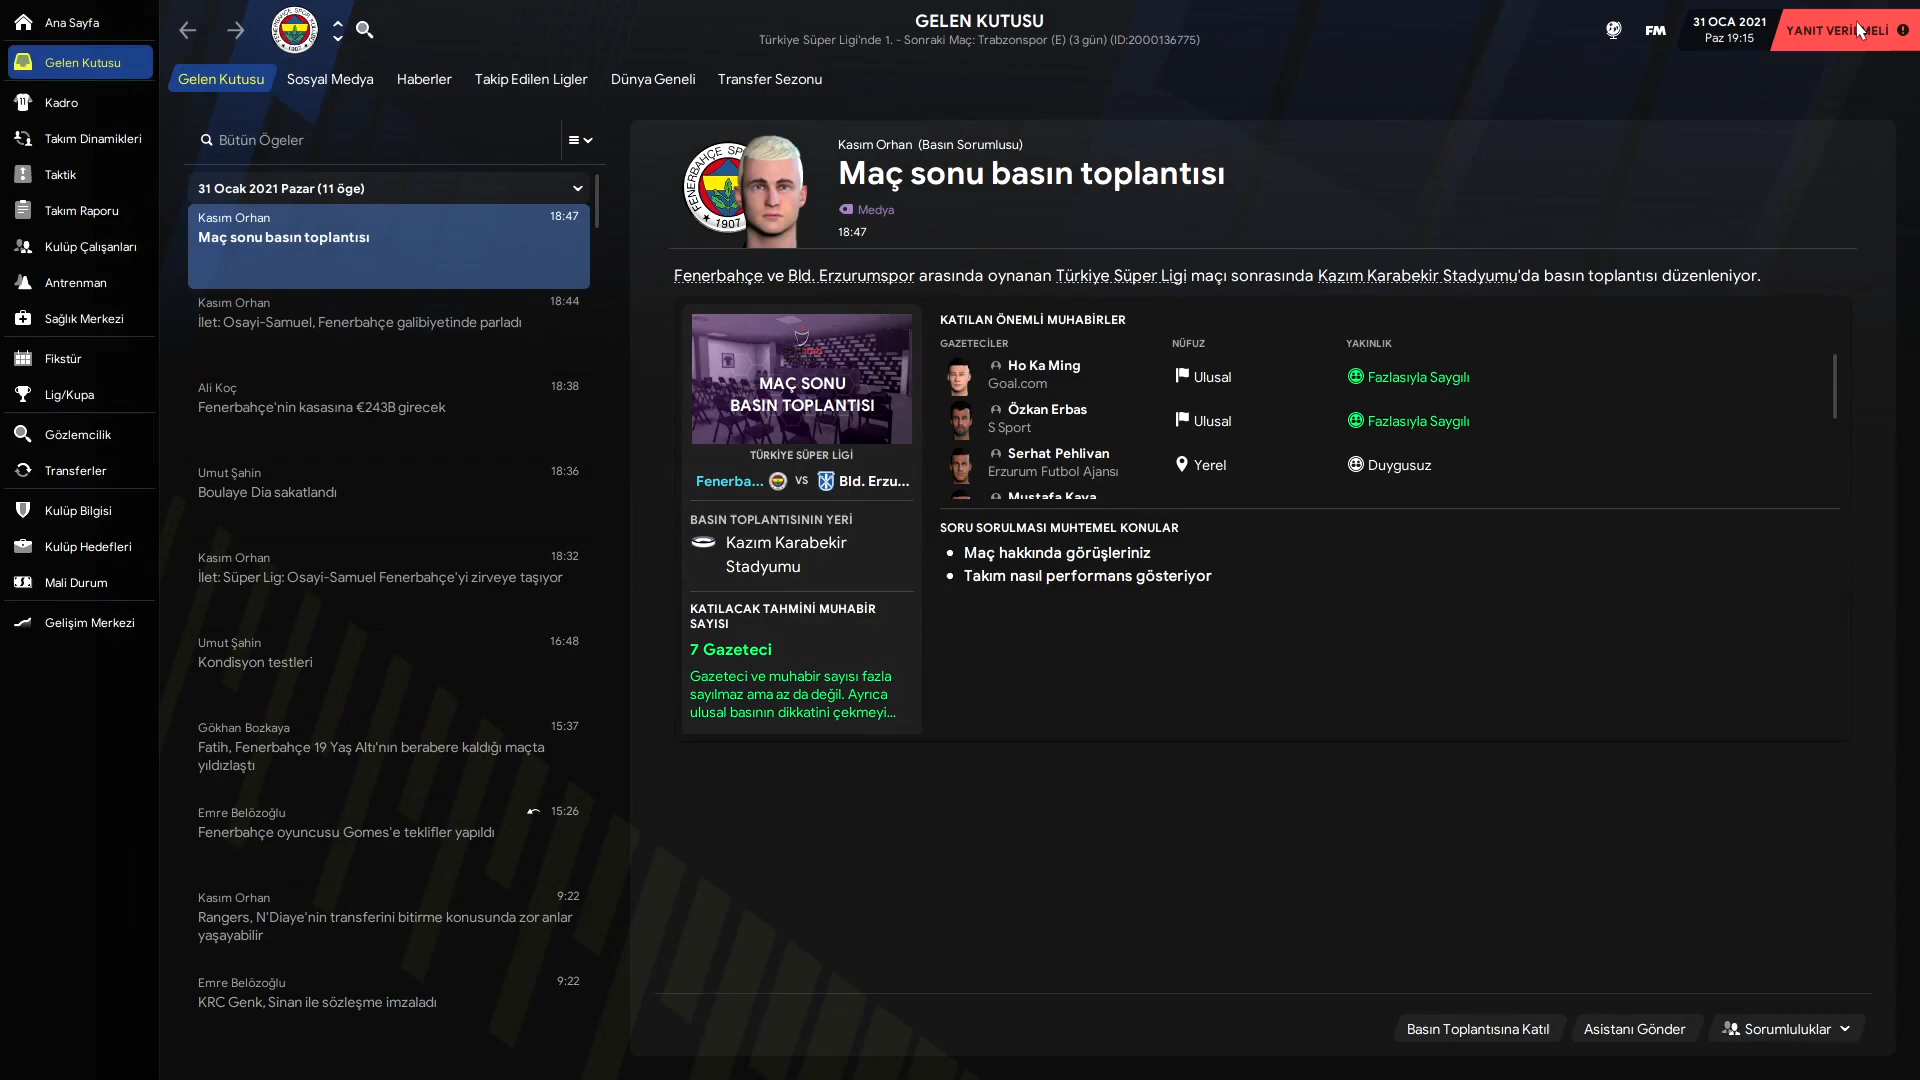 Ana Sayfa
Gelen Kutusu
Kadro
Takım Dinamikleri
Taktik
Takım Raporu
Kulüp Çalışanları
Antrenman
Sağlık Merkezi
Fikstür
Lig/Kupa
Gözlemcilik
Transferler
Kulüp Bilgisi
Kulüp Hedefleri
Mali Durum
Gelişim Merkezi
GELEN KUTUSU
Türkiye Süper Ligi'nde 1. - Sonraki Maç: Trabzonspor (E) (3 gün) (ID:2000136775)
FM
31 OCA 2021
Paz 19:15
YANIT
Gelen Kutusu
Sosyal Medya
Haberler
Takip Edilen Ligler
Dünya Geneli
Transfer Sezonu
Bütün Ögeler
31 Ocak 2021 Pazar (11 öge)
Kasım Orhan 18:47
Maç sonu basın toplantısı
Kasım Orhan 18:44
İlet: Osayi-Samuel, Fenerbahçe galibiyetinde parladı
Ali Koç 18:38
Fenerbahçe'nin kasasına €243B girecek
Umut Şahin 18:36
Boulaye Dia sakatlandı
Kasım Orhan 18:32
İlet: Süper Lig: Osayi-Samuel Fenerbahçe'yi zirveye taşıyor
Umut Şahin 16:48
Kondisyon testleri
Gökhan Bozkaya 15:37
Fatih, Fenerbahçe 19 Yaş Altı'nın berabere kaldığı maçta
yıldızlaştı
Emre Belözoğlu 15:26
Fenerbahçe oyuncusu Gomes'e teklifler yapıldı
Kasım Orhan 9:22
Rangers, N'Diaye'nin transferini bitirme konusunda zor anlar
yaşayabilir
Emre Belözoğlu 9:22
KRC Genk, Sinan ile sözleşme imzaladı
Kasım Orhan (Basın Sorumlusu)
Maç sonu basın toplantısı
Medya
18:47
1907
Fenerbahçe ve Bld. Erzurumspor arasında oynanan Türkiye Süper Ligi maçı sonrasında Kazım Karabekir Stadyumu'da basın toplantısı düzenleniyor.
MAÇ SONU
BASIN TOPLANTISI
TÜRKİYE SÜPER LİGİ
Fenerba... VS Bld. Erzu...
BASIN TOPLANTISININ YERİ
Kazım Karabekir
Stadyumu
KATILACAK TAHMİNİ MUHABİR
SAYISI
7 Gazeteci
Gazeteci ve muhabir sayısı fazla
sayılmaz ama az da değil. Ayrıca
ulusal basının dikkatini çekmeyi...
KATILAN ÖNEMLİ MUHABİRLER
GAZETECİLER NÜFUZ YAKINLIK
Ho Ka Ming
Goal.com
Ulusal
Fazlasıyla Saygılı
Özkan Erbas
S Sport
Ulusal
Fazlasıyla Saygılı
Serhat Pehlivan
Erzurum Futbol Ajansı
Yerel
Duygusuz
Mustafa Kaya
SORU SORULMASI MUHTEMEL KONULAR
Maç hakkında görüşleriniz
Takım nasıl performans gösteriyor
Basın Toplantısına Katıl
Asistanı Gönder
Sorumluluklar